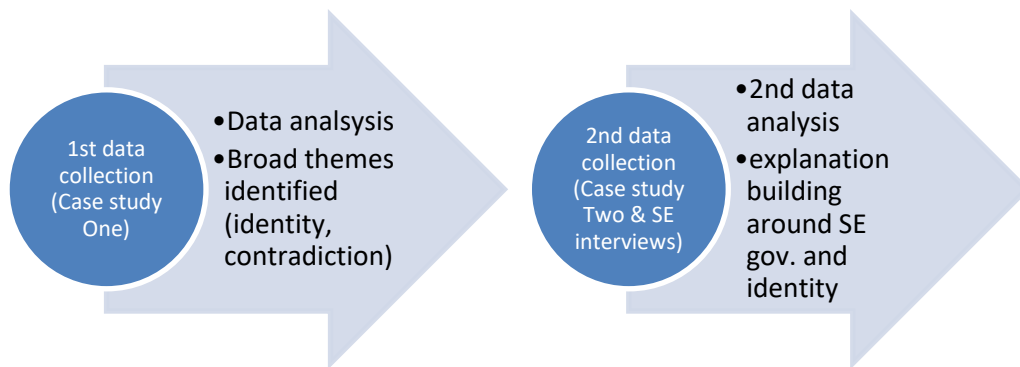 1st data
collection
(Case study
One)
•Data analsysis
•Broad themes
identified
(identity,
contradiction)
2nd data
collection
(Case study
Two & SE
interviews)
•2nd data
analysis
•explanation
building
around SE
gov. and
identity